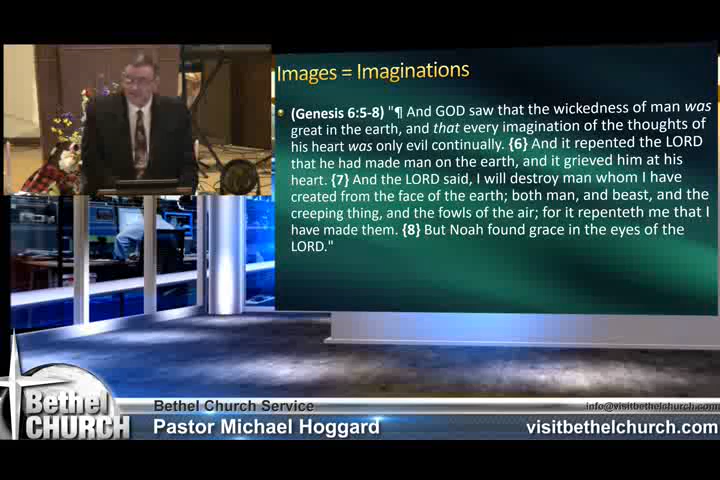 Images = Imaginations
(Genesis 6:5-8) "¶ And GOD saw that the wickedness of man was
great in the earth, and that every imagination of the thoughts of
his heart was only evil continually. {6} And it repented the LORD
that he had made man on the earth, and it grieved him at his
heart. {7} And the LORD said, I will destroy man whom I have
created from the face of the earth; both man, and beast, and the
creeping thing, and the fowls of the air; for it repenteth me that I
have made them. {8} But Noah found grace in the eyes of the
LORD."
Bethel
CHURCH
Bethel Church Service
info@visitbethelchurch.com
Pastor Michael Hoggard
visitbethelchurch.com